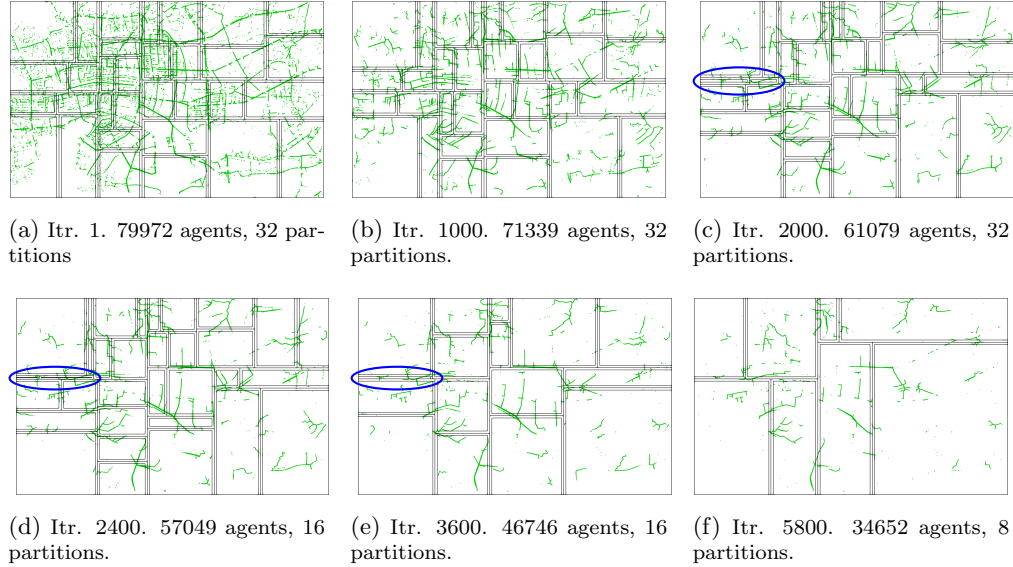 (a) Itr. 1. 79972 agents, 32 par-
titions
(b) Itr. 1000. 71339 agents, 32
partitions.
(c) Itr. 2000. 61079 agents, 32
partitions.
(d) Itr. 2400. 57049 agents, 16
partitions.
(e) Itr. 3600. 46746 agents, 16
partitions.
(f) Itr. 5800. 34652 agents, 8
partitions.